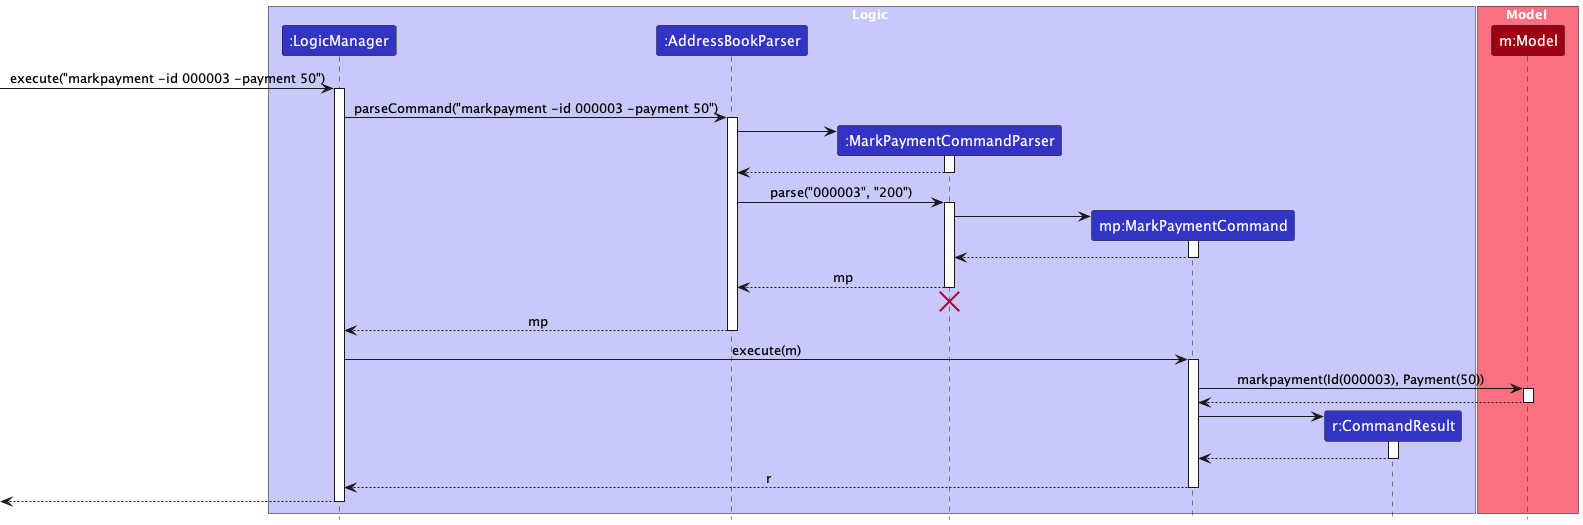 Logic
Model
:LogicManager
:AddressBookParser
m:Model
execute("markpayment -id 000003 -payment 50")
parseCommand("markpayment -id 000003 -payment 50")
:MarkPaymentCommandParser
parse("000003", "200")
mp:MarkPaymentCommand
mp
mp
execute(m)
markpayment(Id(000003), Payment(50))
r:CommandResult
r